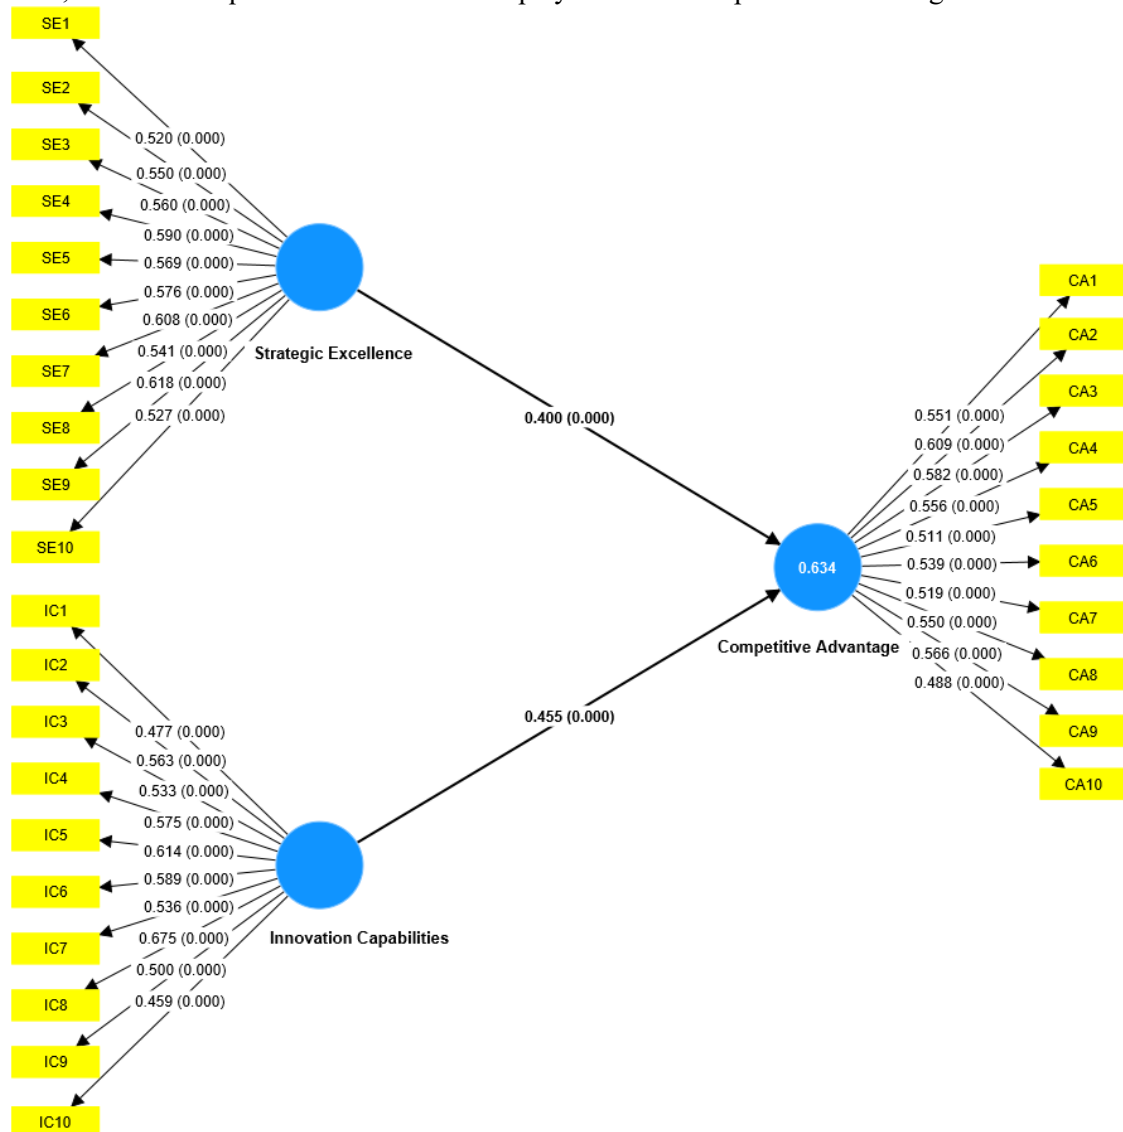 SE1
SE2
SE3
SE4
SE5
SE6
SE7
SE8
SE9
SE10
0.520 (0.000)
0.550 (0.000)
0.560 (0.000)
0.590 (0.000)
0.569 (0.000)
0.576 (0.000)
0.608 (0.000)
0.541 (0.000)
0.618 (0.000)
0.527 (0.000)
Strategic Excellence
0.400 (0.000)
IC1
IC2
IC3
IC4
IC5
IC6
IC7
IC8
IC9
IC10
0.477 (0.000)
0.563 (0.000)
0.533 (0.000)
0.575 (0.000)
0.614 (0.000)
0.589 (0.000)
0.536 (0.000)
0.675 (0.000)
0.500 (0.000)
0.459 (0.000)
Innovation Capabilities
0.455 (0.000)
0.634
Competitive Advantage
0.551 (0.000)
0.609 (0.000)
0.582 (0.000)
0.556 (0.000)
0.511 (0.000)
0.539 (0.000)
0.519 (0.000)
0.550 (0.000)
0.566 (0.000)
0.488 (0.000)
CA1
CA2
CA3
CA4
CA5
CA6
CA7
CA8
CA9
CA10